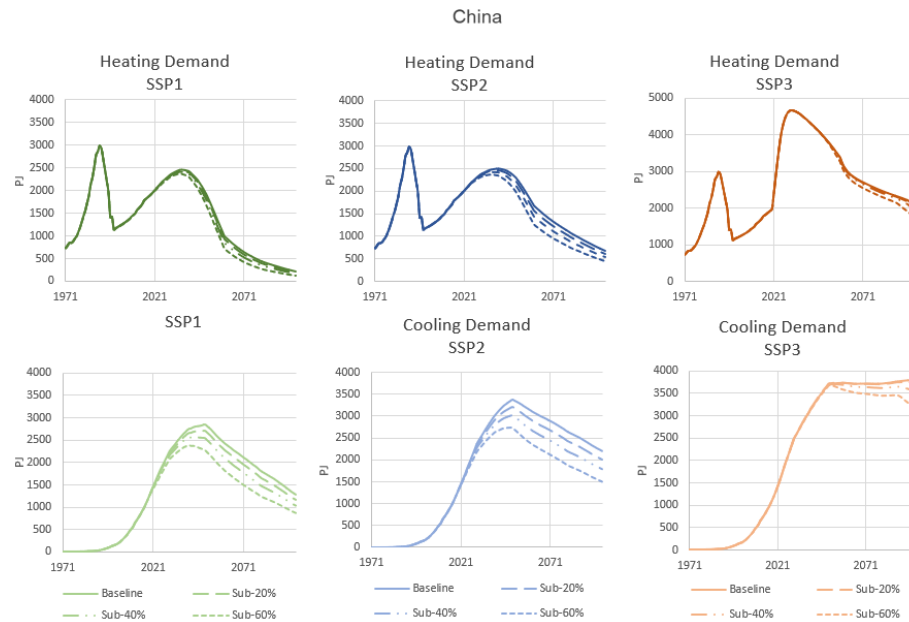 China
Heating Demand
SSP1
4000
3500
3000
2500
2000
1500
1000
500
0
PJ
1971
2021
2071
Heating Demand
SSP2
4000
3500
3000
2500
2000
1500
1000
500
0
PJ
1971
2021
2071
Heating Demand
SSP3
5000
4000
3000
2000
1000
0
PJ
1971
2021
2071
SSP1
4000
3500
3000
2500
2000
1500
1000
500
0
PJ
1971
2021
2071
Baseline
Sub-20%
Sub-40%
Sub-60%
Cooling Demand
SSP2
4000
3500
3000
2500
2000
1500
1000
500
0
PJ
1971
2021
2071
Baseline
Sub-20%
Sub-40%
Sub-60%
Cooling Demand
SSP3
4000
3500
3000
2500
2000
1500
1000
500
0
PJ
1971
2021
2071
Baseline
Sub-20%
Sub-40%
Sub-60%